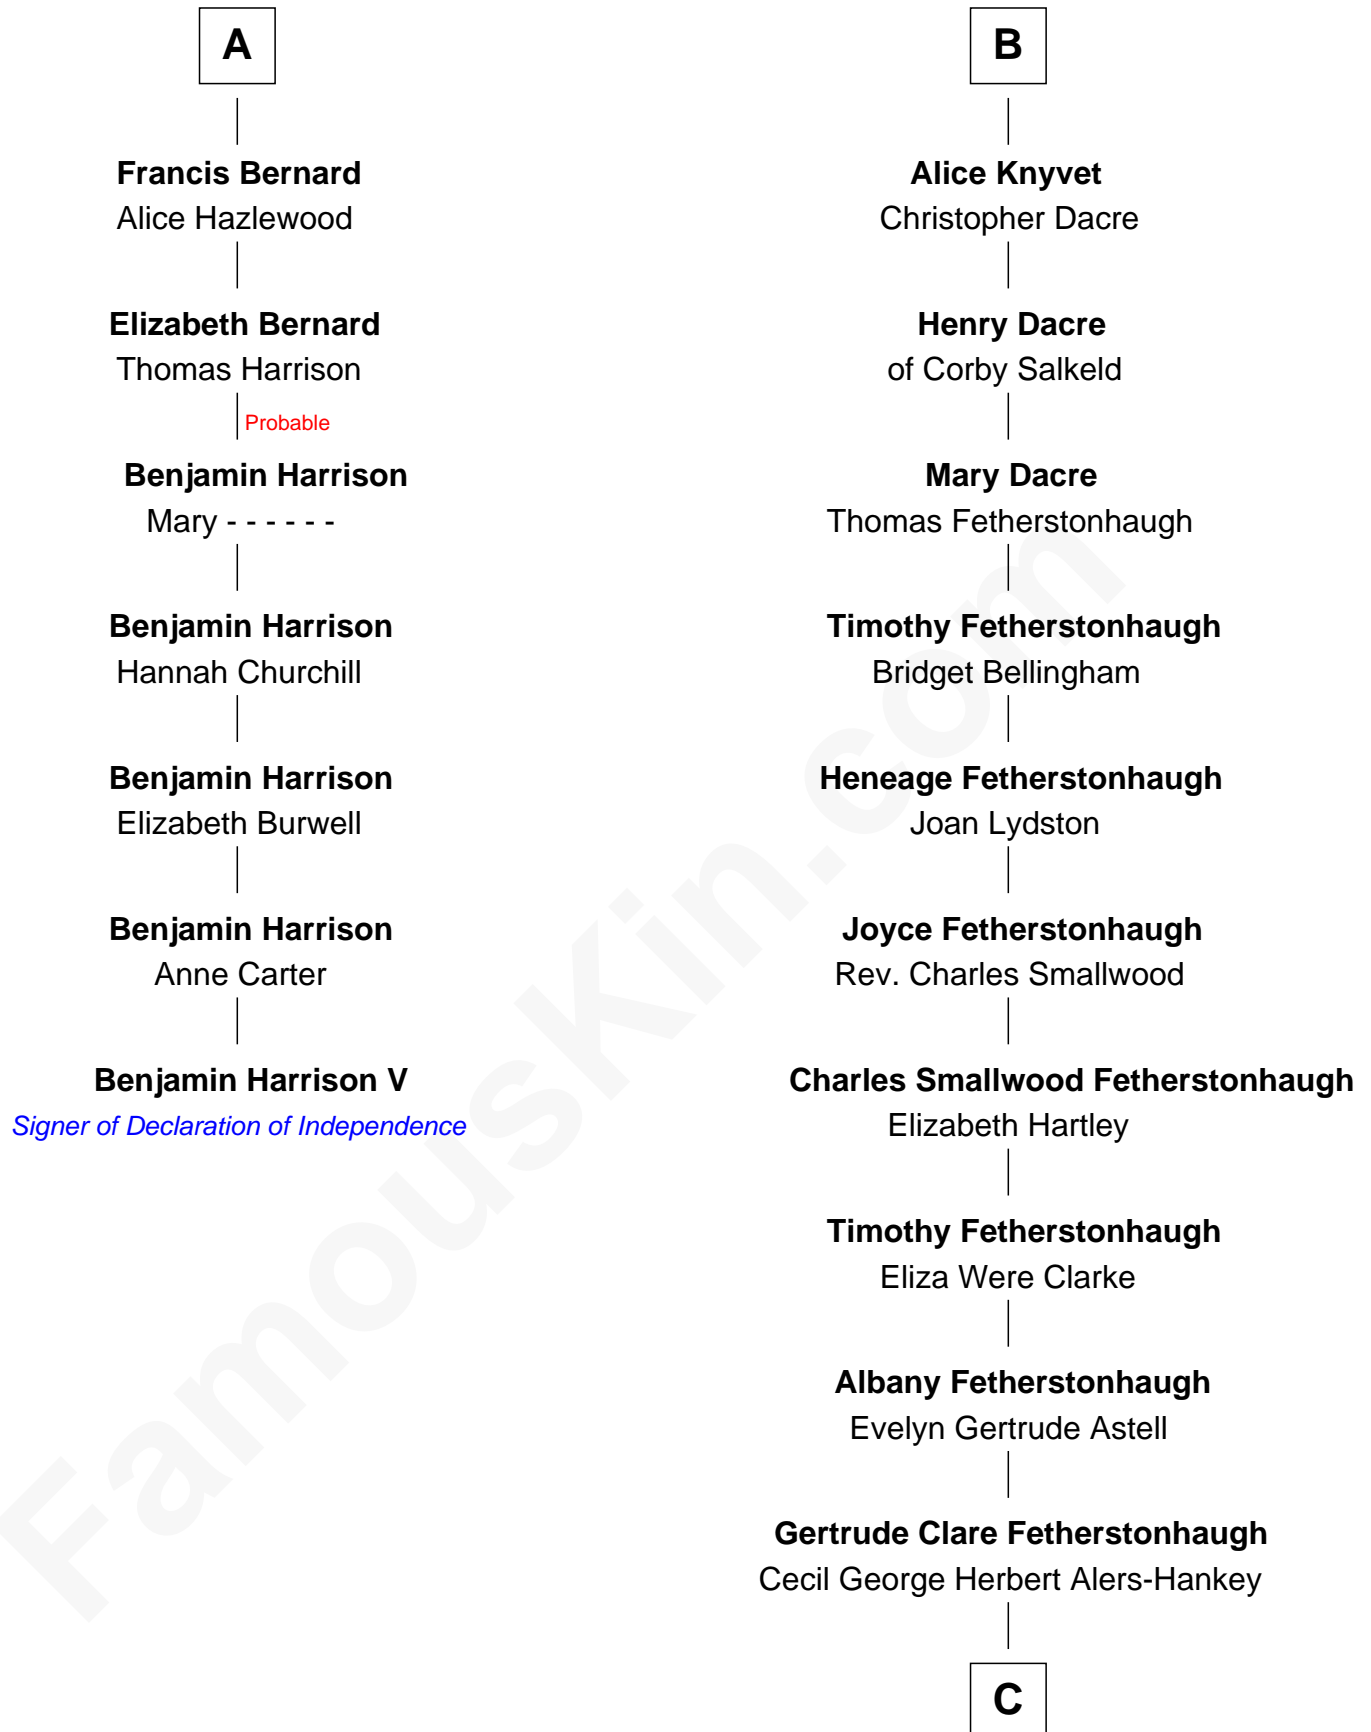 A
Francis Bernard
Alice Hazlewood
Elizabeth Bernard
Thomas Harrison
Probable
Benjamin Harrison
Mary - - - - - -
Benjamin Harrison
Hannah Churchill
Benjamin Harrison
Elizabeth Burwell
Benjamin Harrison
Anne Carter
Benjamin Harrison V
Signer of Declaration of Independence
B
Alice Knyvet
Christopher Dacre
Henry Dacre
of Corby Salkeld
Mary Dacre
Thomas Fetherstonhaugh
Timothy Fetherstonhaugh
Bridget Bellingham
Heneage Fetherstonhaugh
Joan Lydston
Joyce Fetherstonhaugh
Rev. Charles Smallwood
Charles Smallwood Fetherstonhaugh
Elizabeth Hartley
Timothy Fetherstonhaugh
Eliza Were Clarke
Albany Fetherstonhaugh
Evelyn Gertrude Astell
Gertrude Clare Fetherstonhaugh
Cecil George Herbert Alers-Hankey
C
FamousKin.com